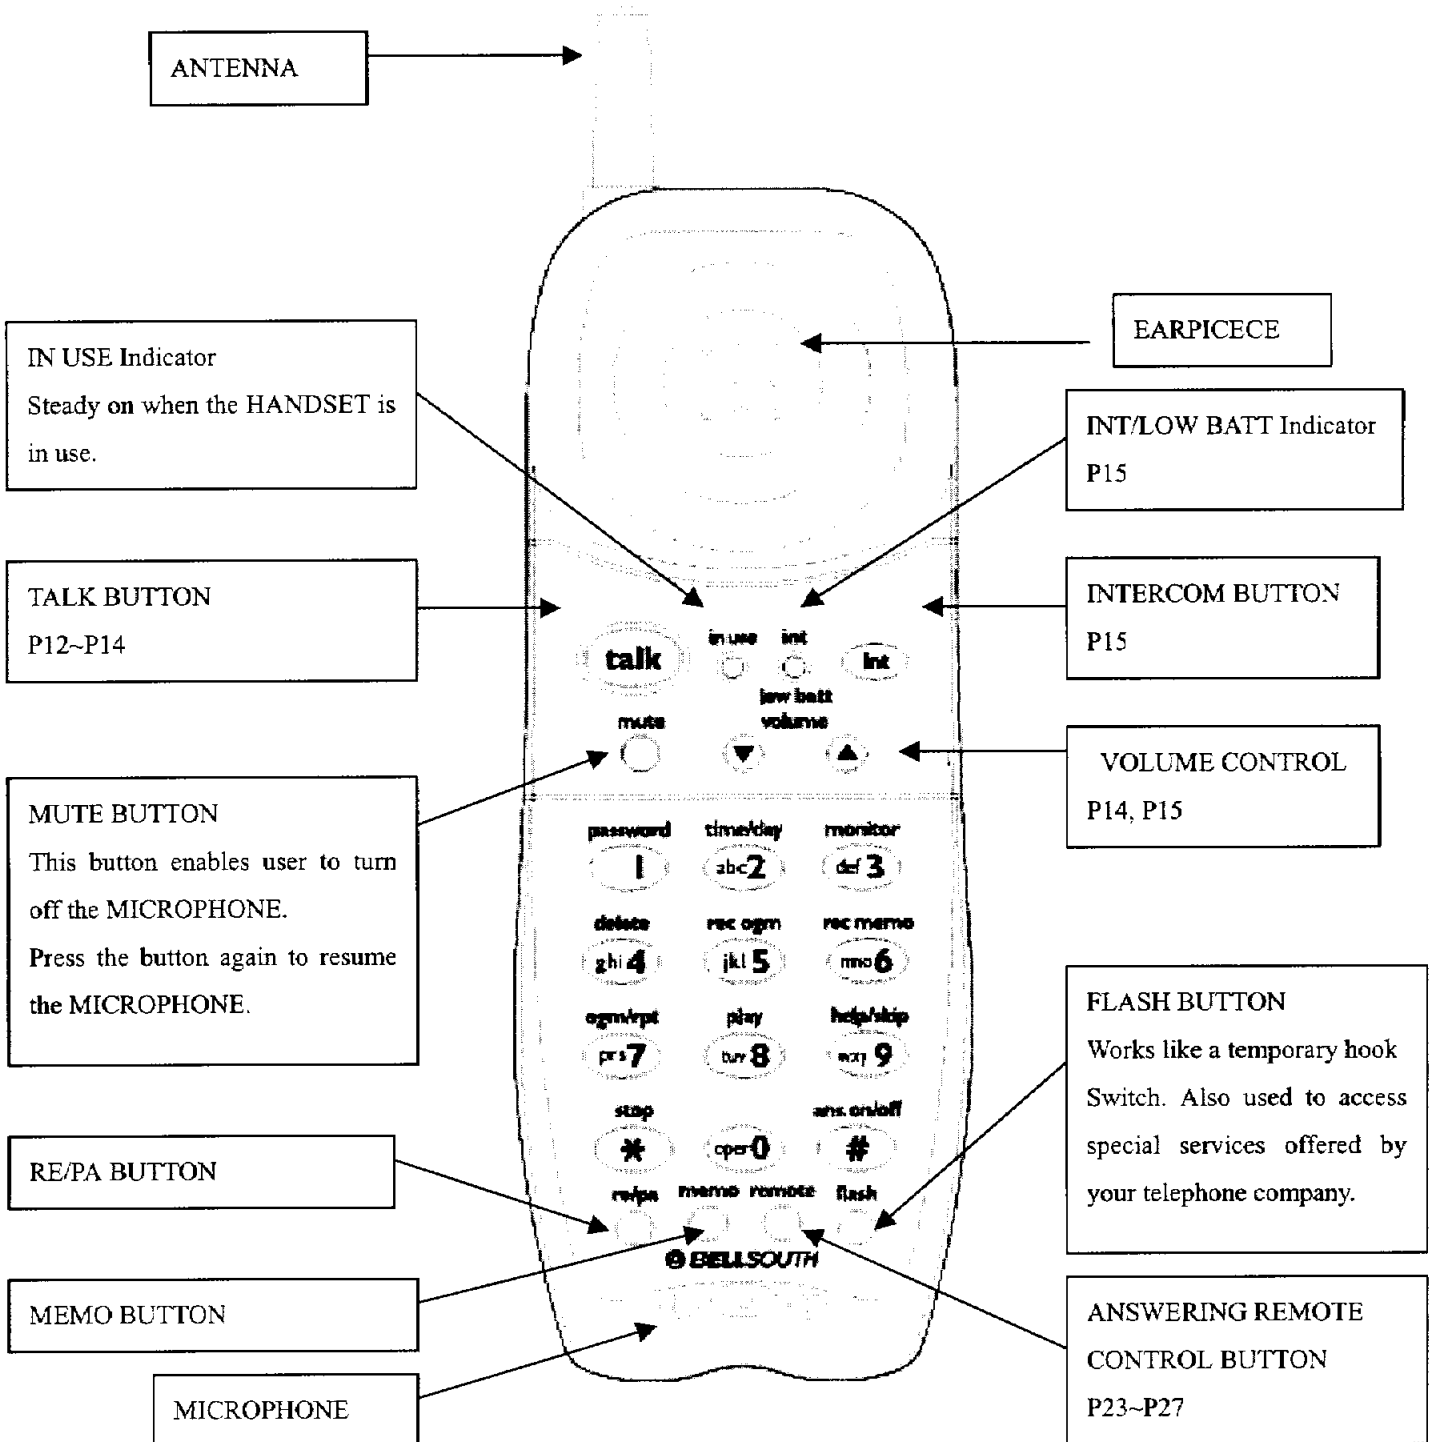 ANTENNA
EARPICECE
IN USE Indicator
Steady on when the HANDSET is
in use.
INT/LOW BATT Indicator
P15
TALK BUTTON
P12~P14
INTERCOM BUTTON
P15
in use int
talk
int
low batt
mute
volume
VOLUME CONTROL
P14, P15
MUTE BUTTON
This button enables user to turn
off the MICROPHONE.
Press the button again to resume
the MICROPHONE.
password time/day monitor
1 abc2 def 3
delete rec ogm rec memo
ghi 4 jkl 5 mno 6
ogm/rpt play help/skip
prs 7 tuv 8 wxy 9
stop ans. on/off
* oper 0 #
re/pa memo remote flash
BELLSOUTH
FLASH BUTTON
Works like a temporary hook
Switch. Also used to access
special services offered by
your telephone company.
RE/PA BUTTON
MEMO BUTTON
MICROPHONE
ANSWERING REMOTE
CONTROL BUTTON
P23~P27